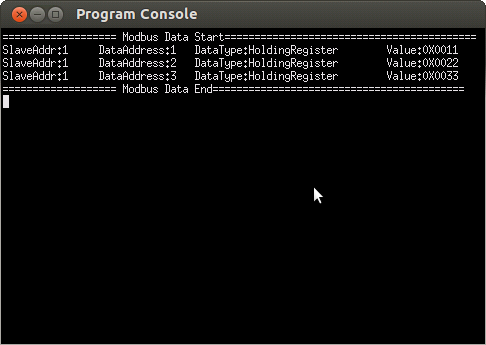 Program Console
=================== Modbus Data Start==========================================
SlaveAddr:1     DataAddress:1   DataType:HoldingRegister        Value:0X0011
SlaveAddr:1     DataAddress:2   DataType:HoldingRegister        Value:0X0022
SlaveAddr:1     DataAddress:3   DataType:HoldingRegister        Value:0X0033
=================== Modbus Data End==========================================